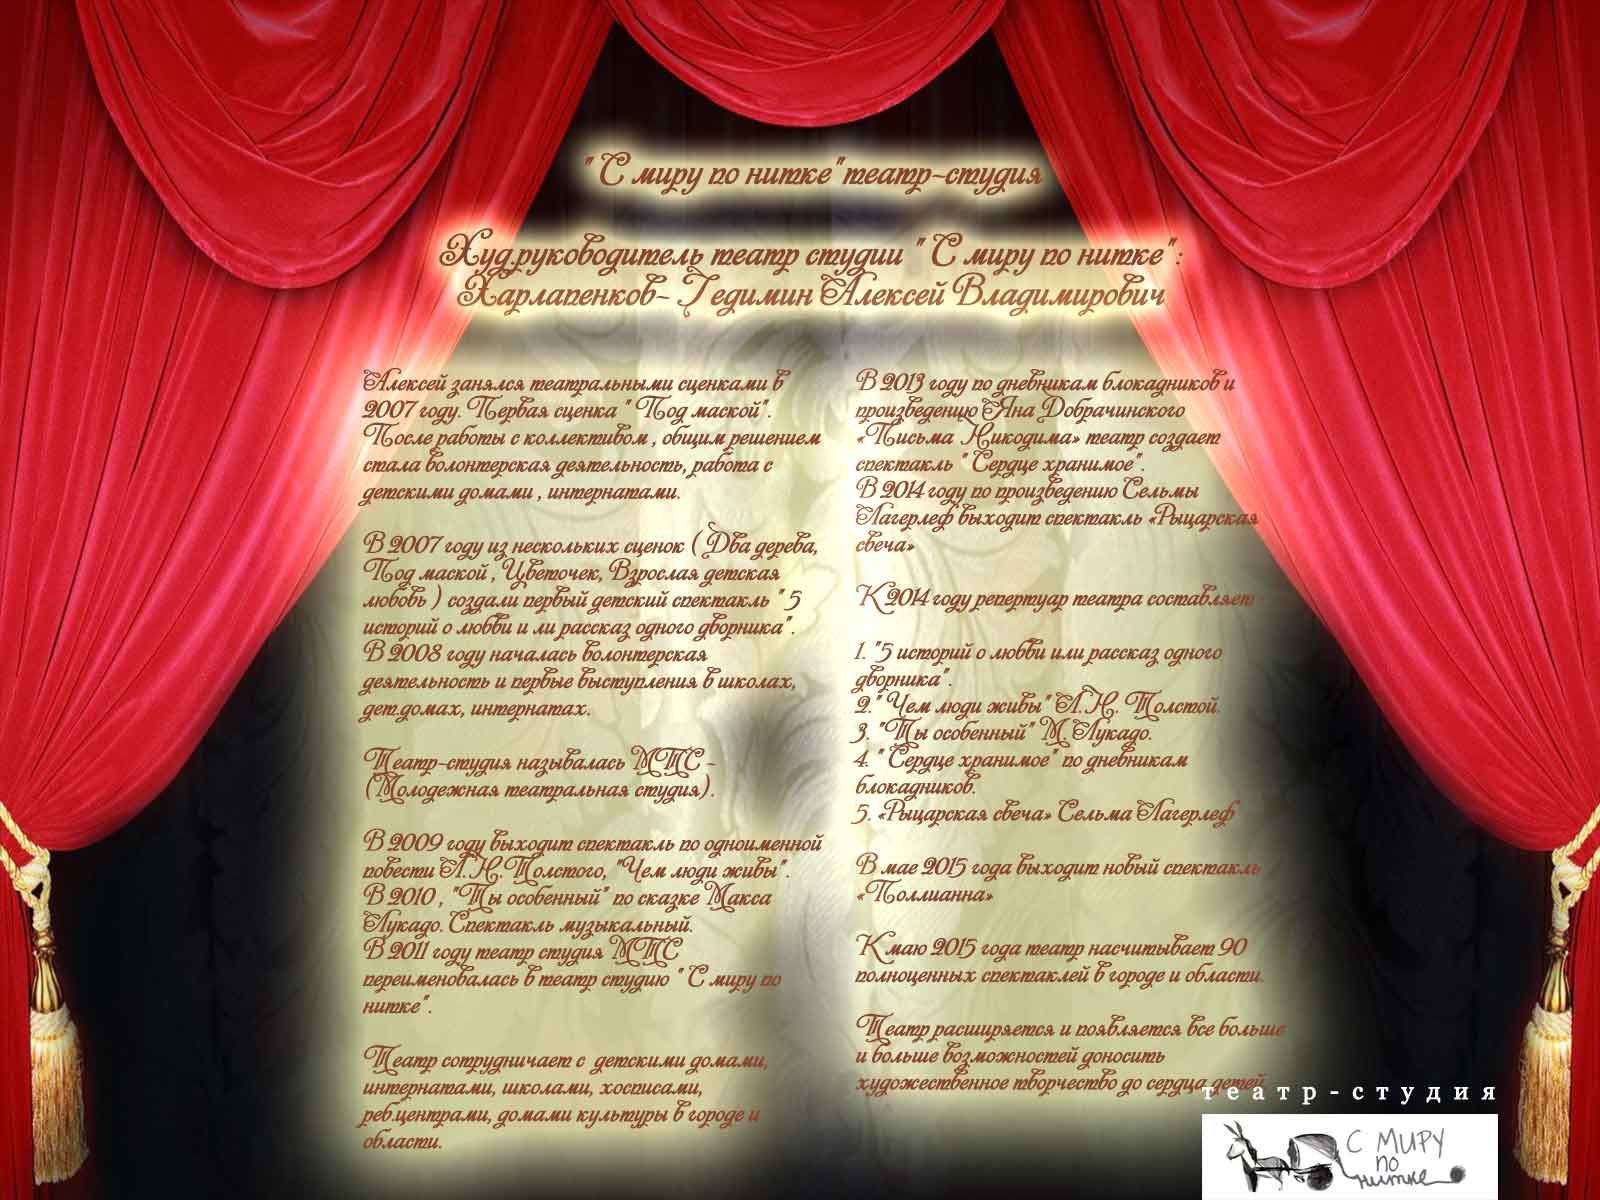 " С миру по нитке"театр-студия
Худ.руководитель театр студии " С миру по нитке":
Харлапенков- Гедимин Алексей Владимирович
Алексей занялся театральными сценками в
2007 году. Первая сценка " Под маской".
После работы с коллективом , общим решением
стала волонтерская деятельность, работа с
детскими домами , интернатами.
В 2007 году из нескольких сценок ( Два дерева,
Под маской , Цветочек, Взрослая детская
любовь ) создали первый детский спектакль " 5
историй о любви и ли рассказ одного дворника".
В 2008 году началась волонтерская
деятельность и первые выступления в школах,
дет.домах, интернатах.
Театр-студия называлась МТС -
(Молодежная театральная студия).
В 2009 году выходит спектакль по одноименной
повести Л.Н.Толстого, "Чем люди живы".
В 2010 , "Ты особенный" по сказке Макса
Лукадо. Спектакль музыкальный.
В 2011 году театр студия МТС
переименовалась в театр студию " С миру по
нитке".
Театр сотрудничает с детскими домами,
интернатами, школами, хосписами,
реб.центрами, домами культуры в городе и
области.
В 2013 году по дневникам блокадников и
произведению Яна Добрачинского
«Письма Никодима» театр создает
спектакль " Сердце хранимое".
В 2014 году по произведению Сельмы
Лагерлеф выходит спектакль «Рыцарская
свеча»
К 2014 году репертуар театра составляет:
1. "5 историй о любви или рассказ одного
дворника".
2." Чем люди живы" Л.Н. Толстой.
3. "Ты особенный" М. Лукадо.
4. " Сердце хранимое" по дневникам
блокадников.
5. «Рыцарская свеча» Сельма Лагерлеф
В мае 2015 года выходит новый спектакль
«Поллианна»
К маю 2015 года театр насчитывает 90
полноценных спектаклей в городе и области.
Театр расширяется и появляется все больше
и больше возможностей доносить
художественное творчество до сердца детей.
театр-студия
С МИРУ
по
нитке